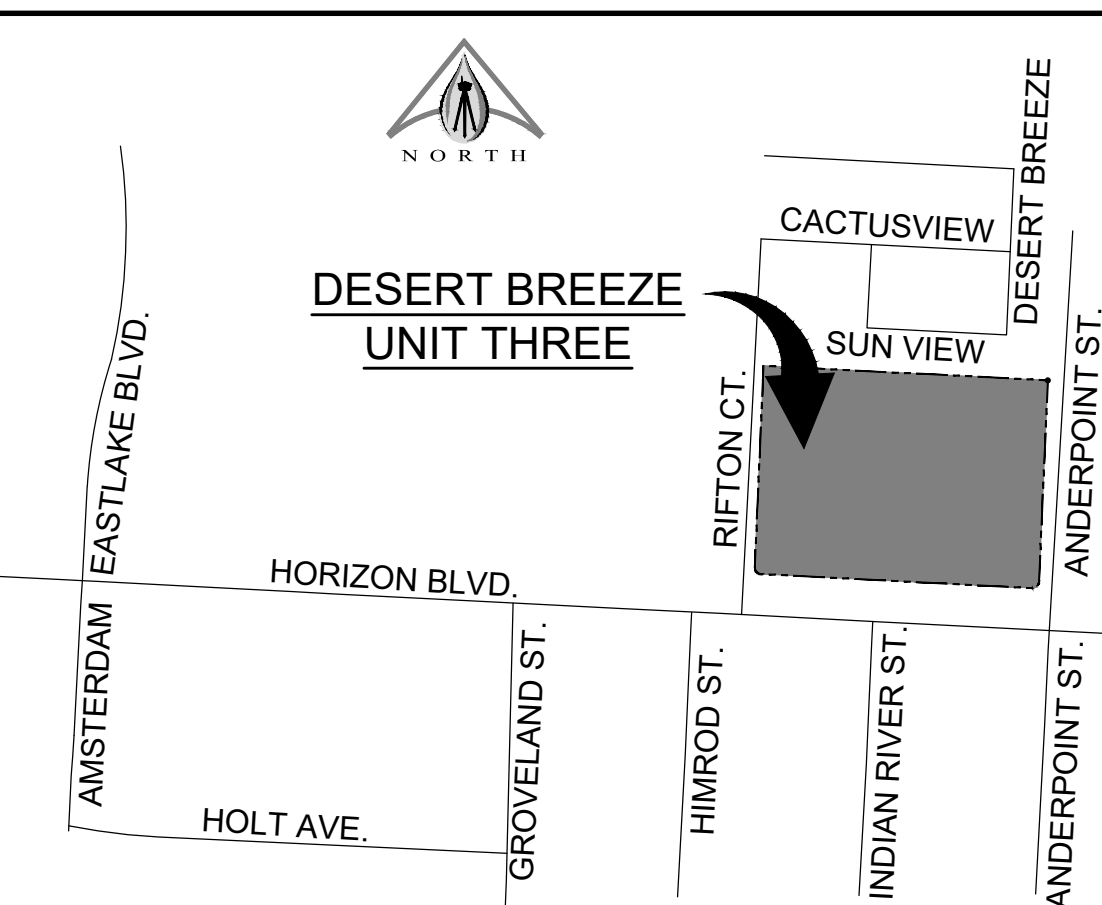 NORTH
DESERT BREEZE
CACTUSVIEW
DESERT BREEZE
UNIT THREE
SUN VIEW
EASTLAKE BLVD.
RIFTON CT.
ANDERPOINT ST.
HORIZON BLVD.
AMSTERDAM
GROVELAND ST.
HIMROD ST.
INDIAN RIVER ST.
ANDERPOINT ST.
HOLT AVE.